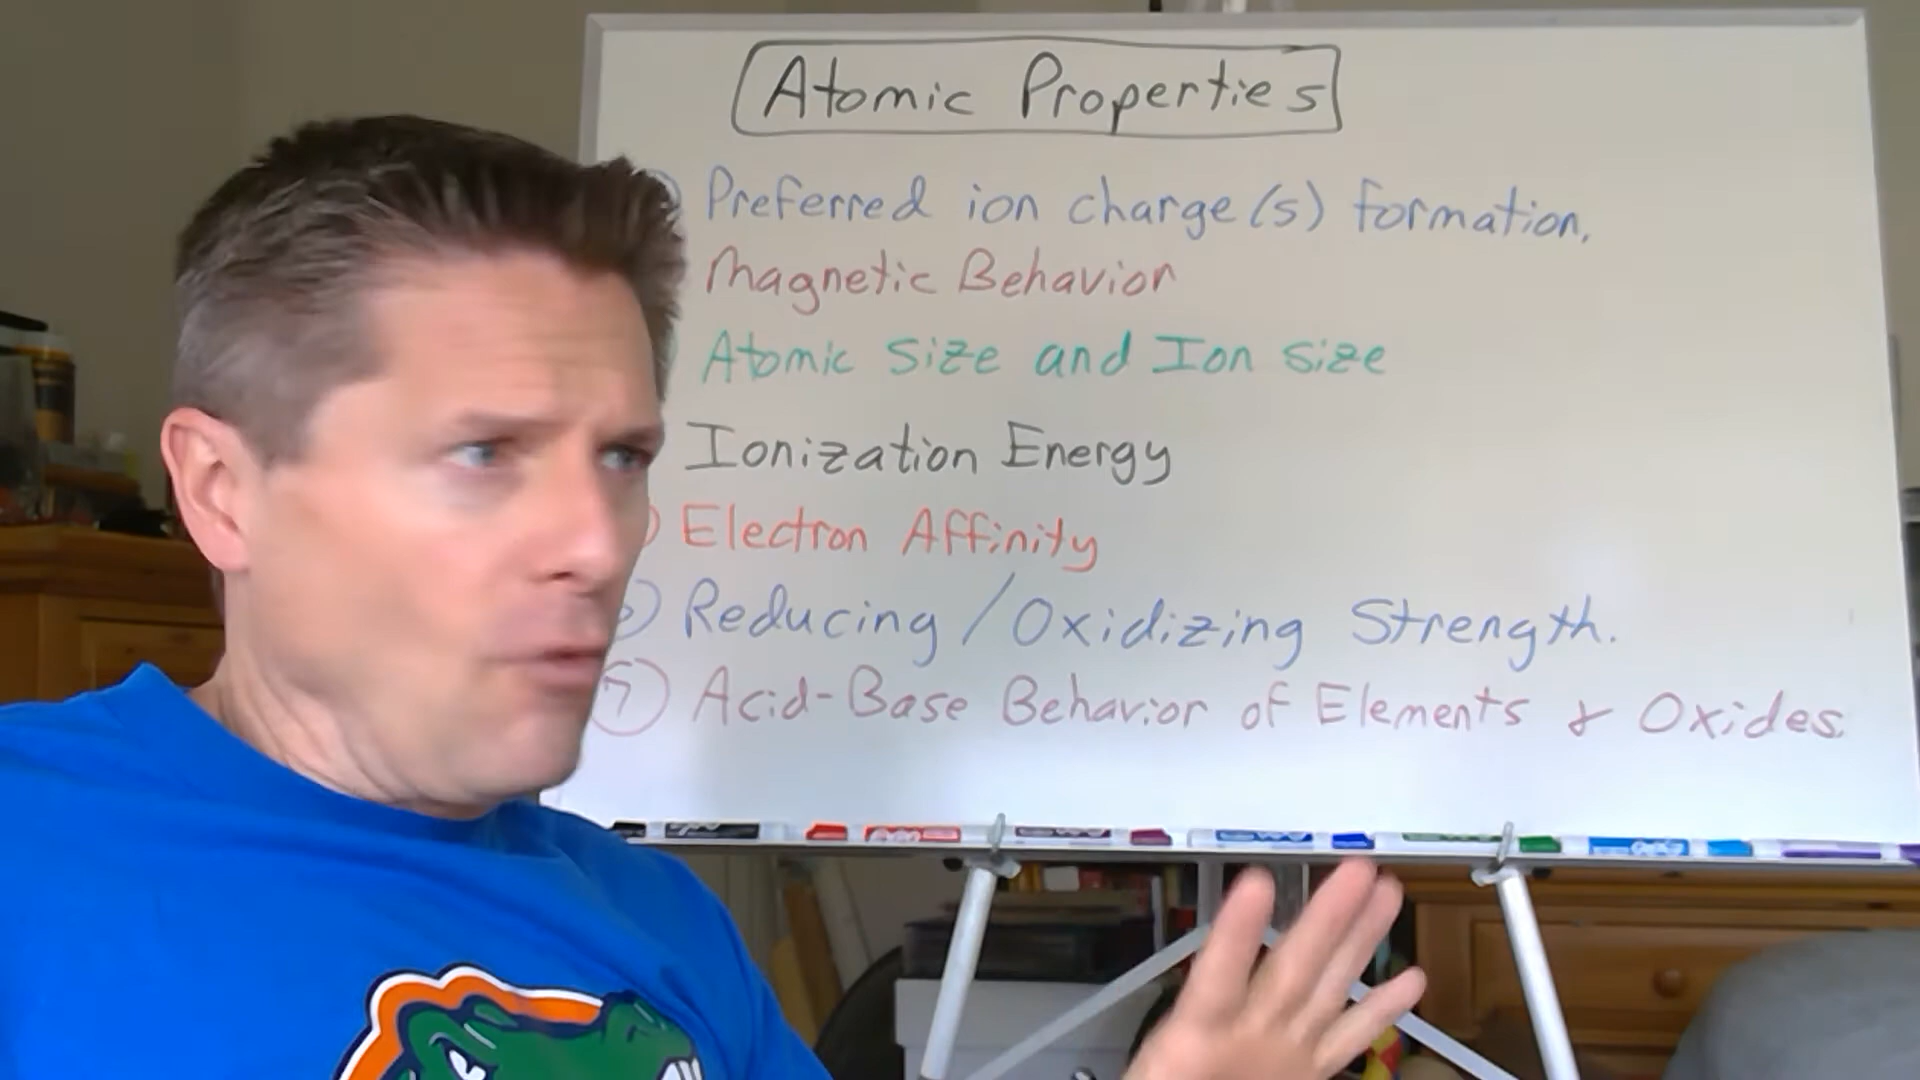 Atomic Properties
Preferred ion charge(s) formation.
Magnetic Behavior
Atomic Size and Ion size
Ionization Energy
Electron Affinity
Reducing / Oxidizing Strength.
7 Acid-Base Behavior of Elements & Oxides.